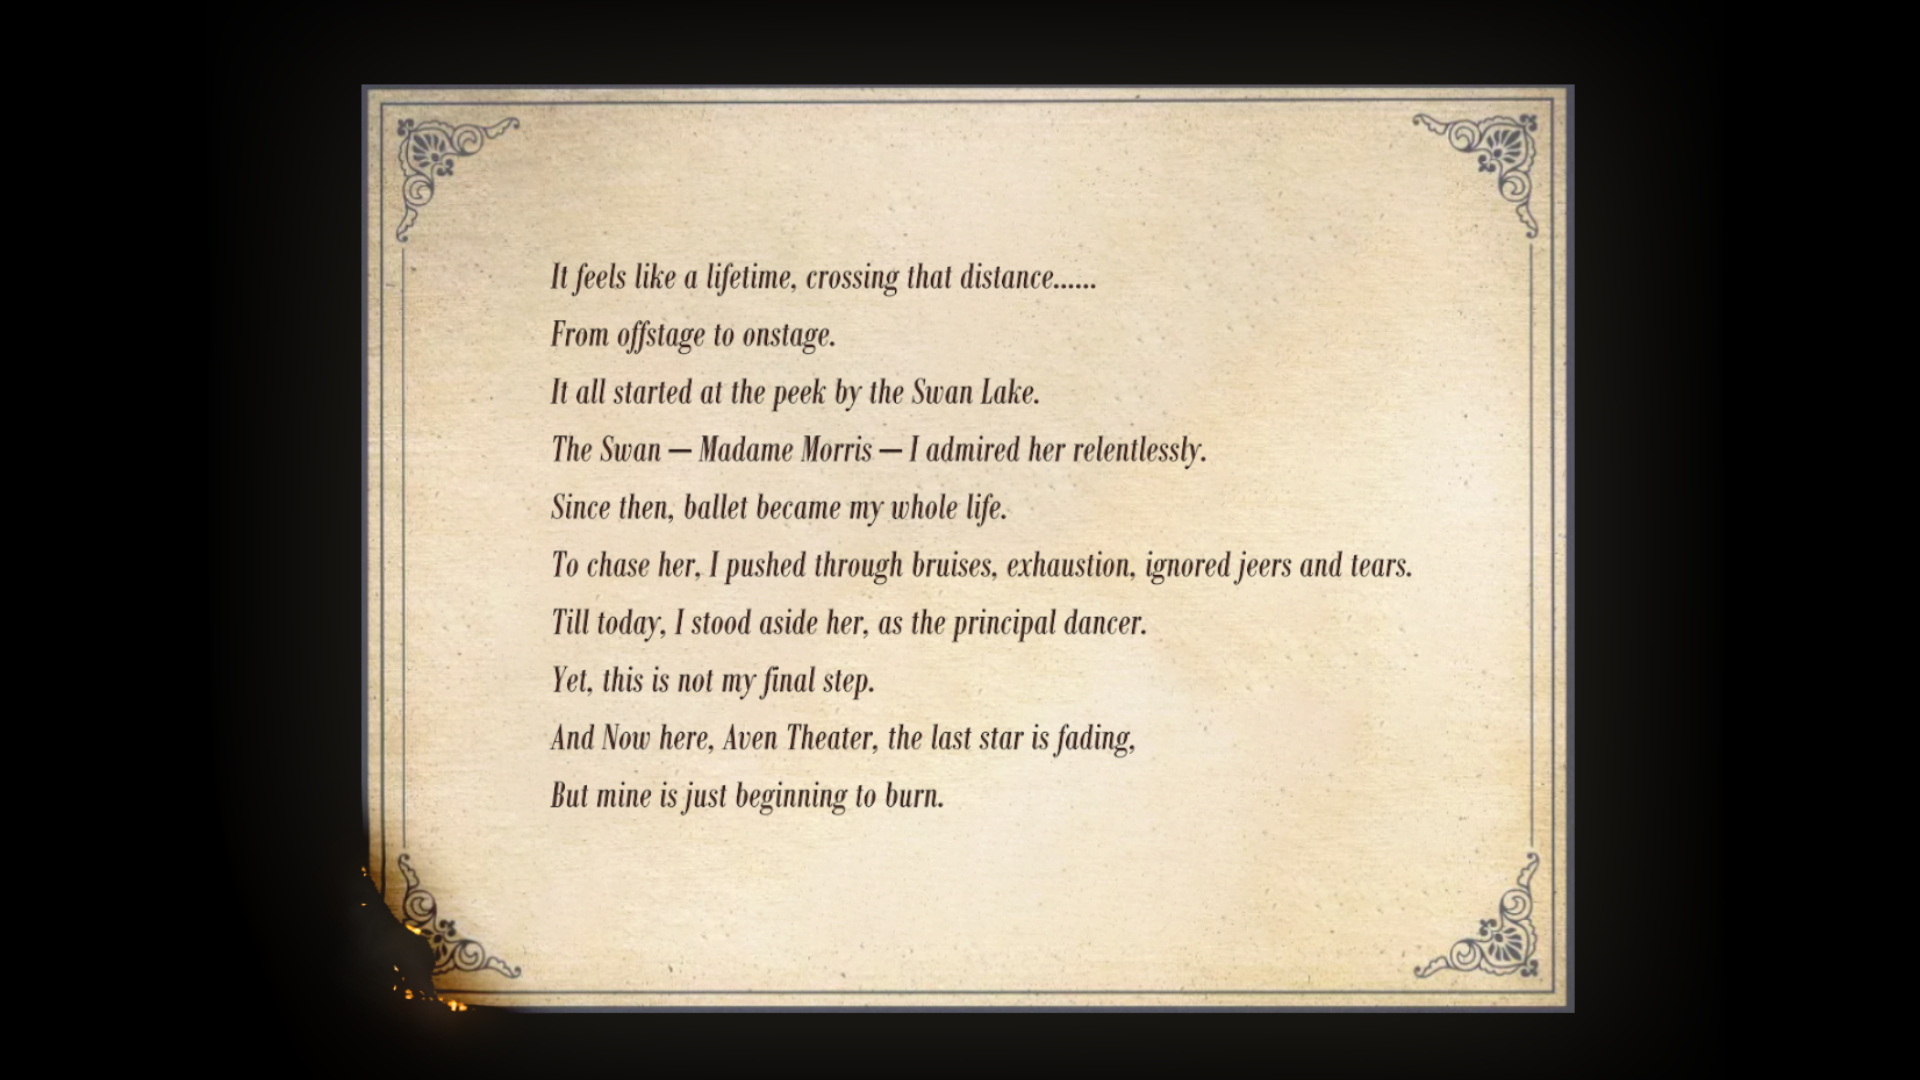 It feels like a lifetime, crossing that distance......
From offstage to onstage.
It all started at the peek by the Swan Lake.
The Swan — Madame Morris — I admired her relentlessly.
Since then, ballet became my whole life.
To chase her, I pushed through bruises, exhaustion, ignored jeers and tears.
Till today, I stood aside her, as the principal dancer.
Yet, this is not my final step.
And Now here, Aven Theater, the last star is fading,
But mine is just beginning to burn.